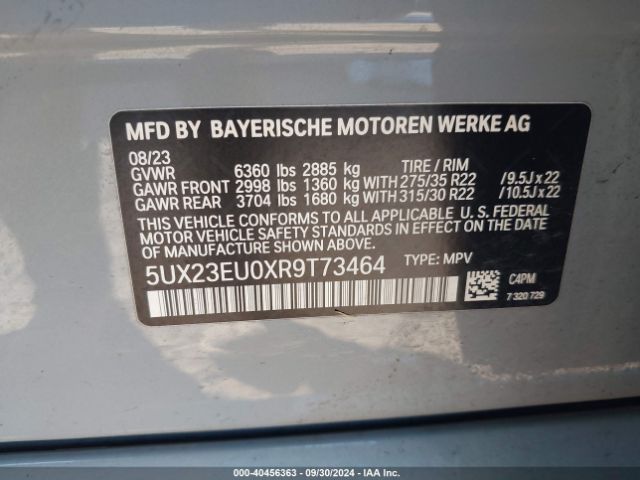 MFD BY BAYERISCHE MOTOREN WERKE AG
08/23
GVWR 6360 lbs 2885 kg TIRE / RIM
GAWR FRONT 2998 lbs 1360 kg WITH 275/35 R22 /9.5J x 22
GAWR REAR 3704 lbs 1680 kg WITH 315/30 R22 /10.5J x 22
THIS VEHICLE CONFORMS TO ALL APPLICABLE U. S. FEDERAL
MOTOR VEHICLE SAFETY STANDARDS IN EFFECT ON THE DATE
OF MANUFACTURE SHOWN ABOVE.
5UX23EU0XR9T73464 TYPE: MPV
C4PM
7 320 729
000-40456363 - 09/30/2024 - IAA Inc.